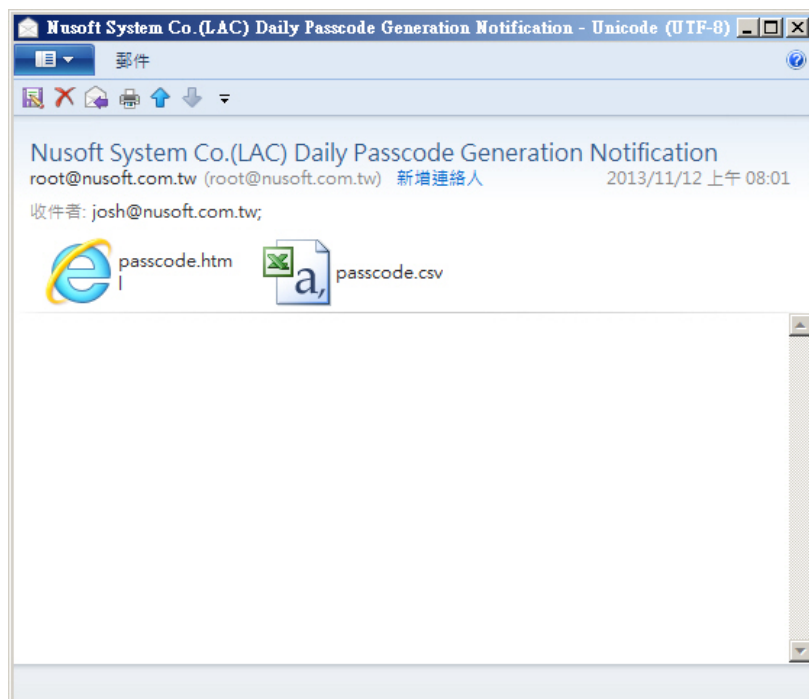 Nusoft System Co.(LAC) Daily Passcode Generation Notification - Unicode (UTF-8)
郵件
Nusoft System Co.(LAC) Daily Passcode Generation Notification
root@nusoft.com.tw (root@nusoft.com.tw) 新增連絡人 2013/11/12 上午 08:01
收件者: josh@nusoft.com.tw;
passcode.htm
l
passcode.csv